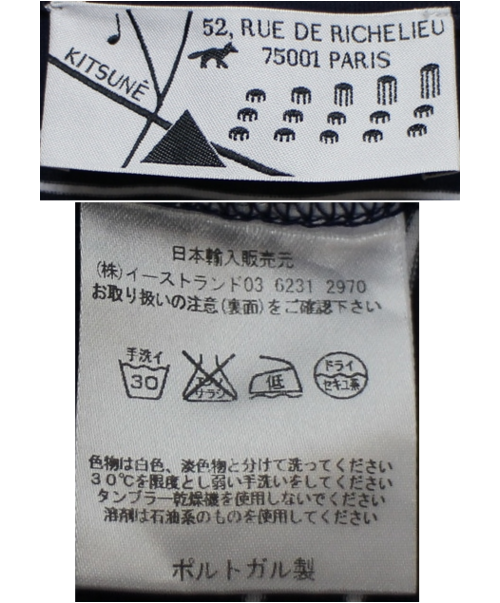 52, RUE DE RICHELIEU
75001 PARIS
KITSUNÉ
日本輸入販売元
(株)イーストランド03 6231 2970
お取り扱いの注意(裏面)をご確認下さい
手洗イ
30
エンソ
サラシ
低
ドライ
セキユ系
色物は白色、淡色物と分けて洗ってください
30℃を限度とし弱い手洗いをしてください
タンブラー乾燥機を使用しないでください
溶剤は石油系のものを使用してください
ポルトガル製